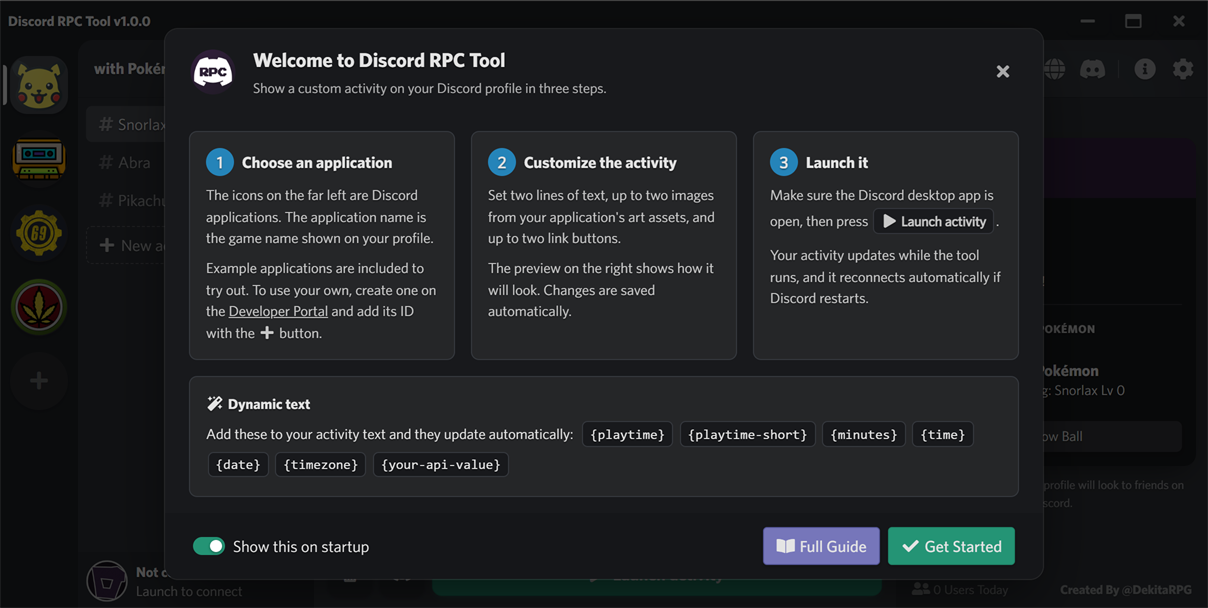 Discord RPC Tool v1.0.0
with Pokém
RPC
Welcome to Discord RPC Tool
Show a custom activity on your Discord profile in three steps.
# Snorlax
# Abra
# Pikachu
69
1 Choose an application
The icons on the far left are Discord
applications. The application name is
the game name shown on your profile.
Example applications are included to
try out. To use your own, create one on
the Developer Portal and add its ID
with the + button.
2 Customize the activity
Set two lines of text, up to two images
from your application's art assets, and
up to two link buttons.
The preview on the right shows how it
will look. Changes are saved
automatically.
3 Launch it
Make sure the Discord desktop app is
open, then press Launch activity .
Your activity updates while the tool
runs, and it reconnects automatically if
Discord restarts.
Dynamic text
Add these to your activity text and they update automatically: {playtime} {playtime-short} {minutes} {time}
{date} {timezone} {your-api-value}
Show this on startup
Full Guide
Get Started
+ New a
OKÉMON
okémon
g: Snorlax Lv 0
ow Ball
profile will look to friends on
scord.
Not c
Launch to connect
0 Users Today
Created By @DekitaRPG